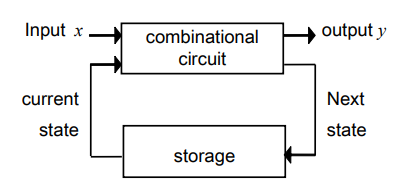 Input x
combinational
circuit
output y
current
state
Next
state
storage